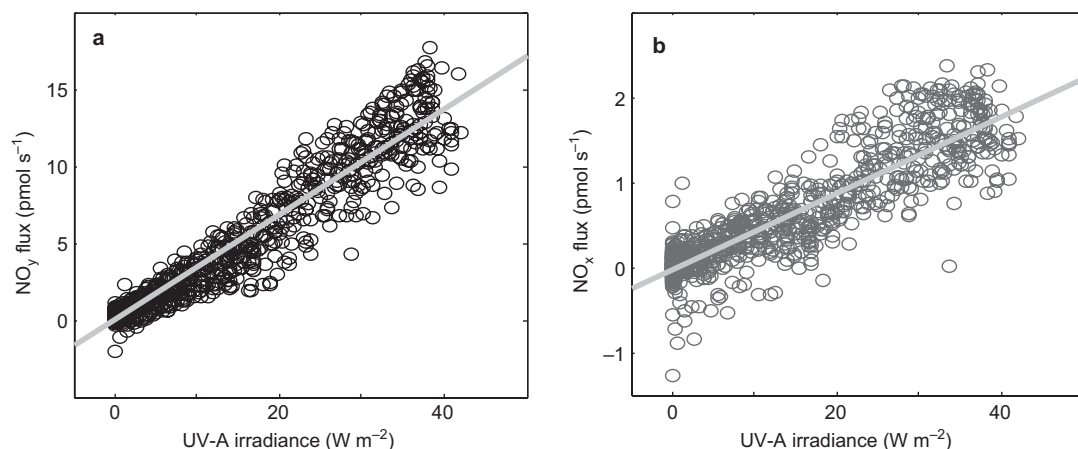 a
15
10
5
0
NOy flux (pmol s⁻¹)
0 20 40
UV-A irradiance (W m⁻²)
b
2
1
0
–1
NOx flux (pmol s⁻¹)
0 20 40
UV-A irradiance (W m⁻²)